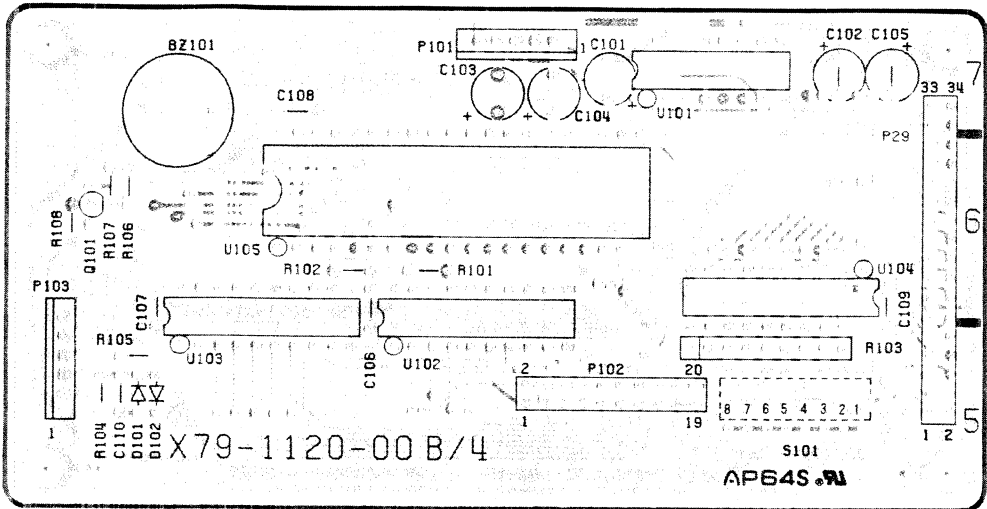 BZ101
P101
1
C101
C102 C105
7
C103
C108
C104
U101
33 34
P29
6
R108
Q101
R107
R106
U105
R102
R101
U104
P103
C107
C109
R105
U103
C106
U102
R103
2
P102
20
8 7 6 5 4 3 2 1
1
19
1
R104
C110
D101
D102
X79-1120-00 B/4
S101
1 2
5
AP64S